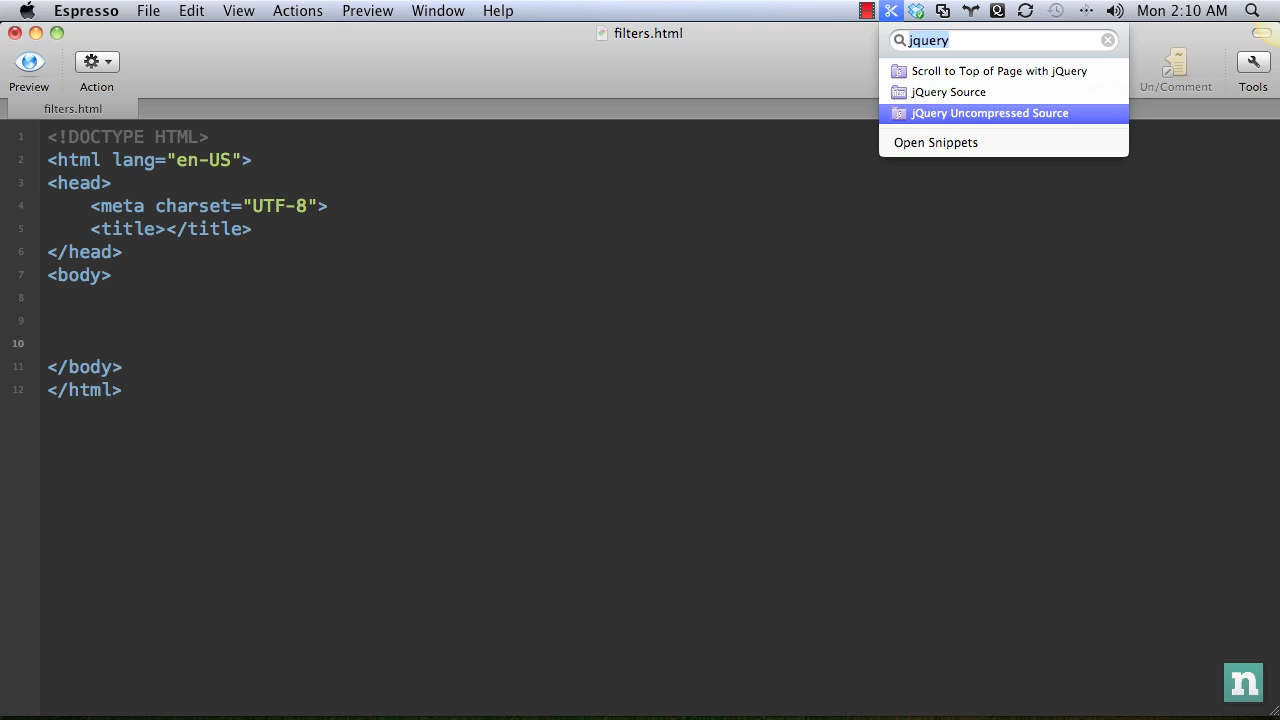 Espresso File Edit View Actions Preview Window Help Mon 2:10 AM
filters.html
jquery
Preview
Action
Un/Comment
Tools
Scroll to Top of Page with jQuery
jQuery Source
jQuery Uncompressed Source
Open Snippets
filters.html
1 <!DOCTYPE HTML>
2 <html lang="en-US">
3 <head>
4 <meta charset="UTF-8">
5 <title></title>
6 </head>
7 <body>
8
9
10
11 </body>
12 </html>
n